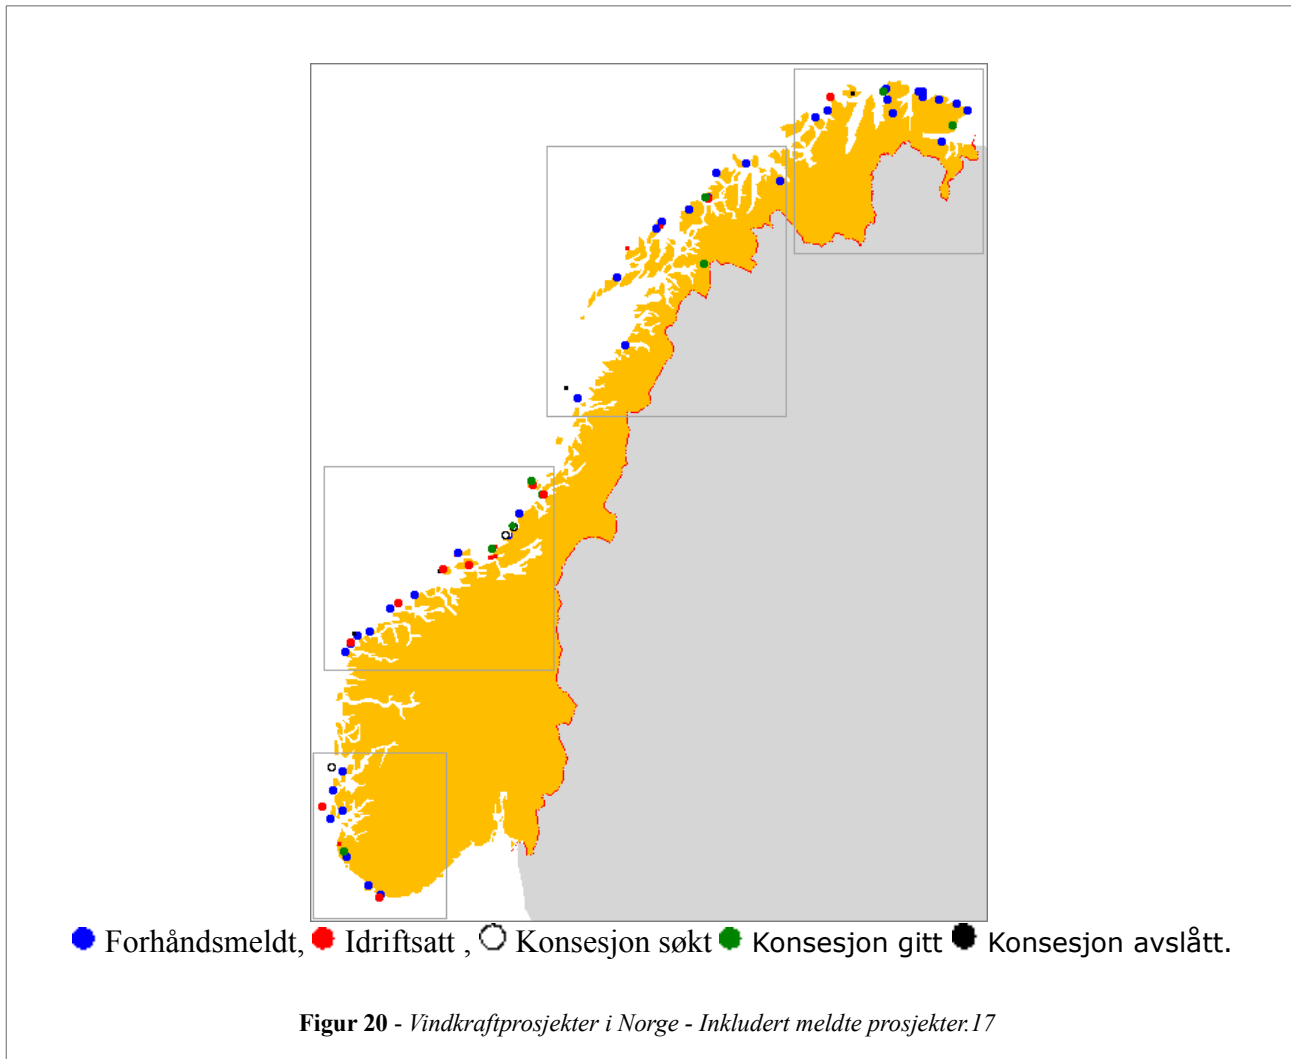 Forhåndsmeldt, Idriftsatt , Konsesjon søkt Konsesjon gitt Konsesjon avslått.
Figur 20 - Vindkraftprosjekter i Norge - Inkludert meldte prosjekter.17